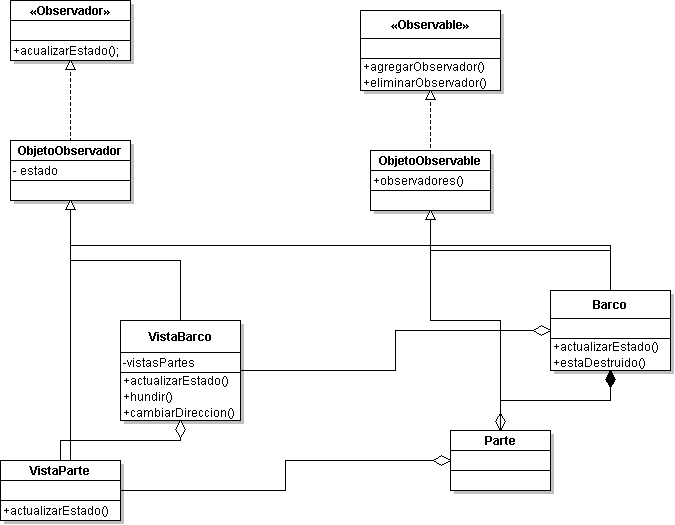 «Observador»
+acualizarEstado();
«Observable»
+agregarObservador()
+eliminarObservador()
ObjetoObservador
- estado
ObjetoObservable
+observadores()
Barco
+actualizarEstado()
+estaDestruido()
VistaBarco
-vistasPartes
+actualizarEstado()
+hundir()
+cambiarDireccion()
Parte
VistaParte
+actualizarEstado()